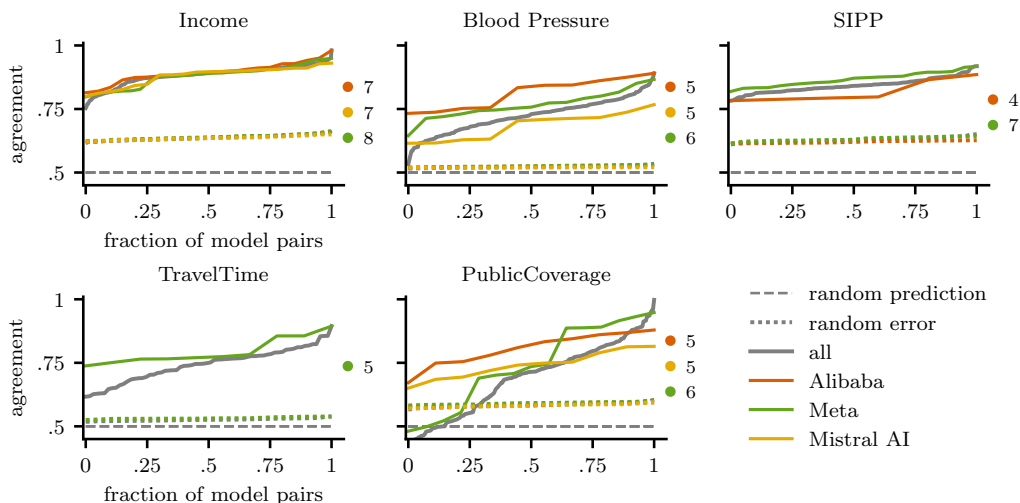 Income
Blood Pressure
SIPP
agreement
1
.75
.5
0 .25 .5 .75 1
fraction of model pairs
7
7
8
0 .25 .5 .75 1
5
5
6
0 .25 .5 .75 1
4
7
TravelTime
PublicCoverage
agreement
1
.75
.5
0 .25 .5 .75 1
fraction of model pairs
5
0 .25 .5 .75 1
5
5
6
random prediction
random error
all
Alibaba
Meta
Mistral AI